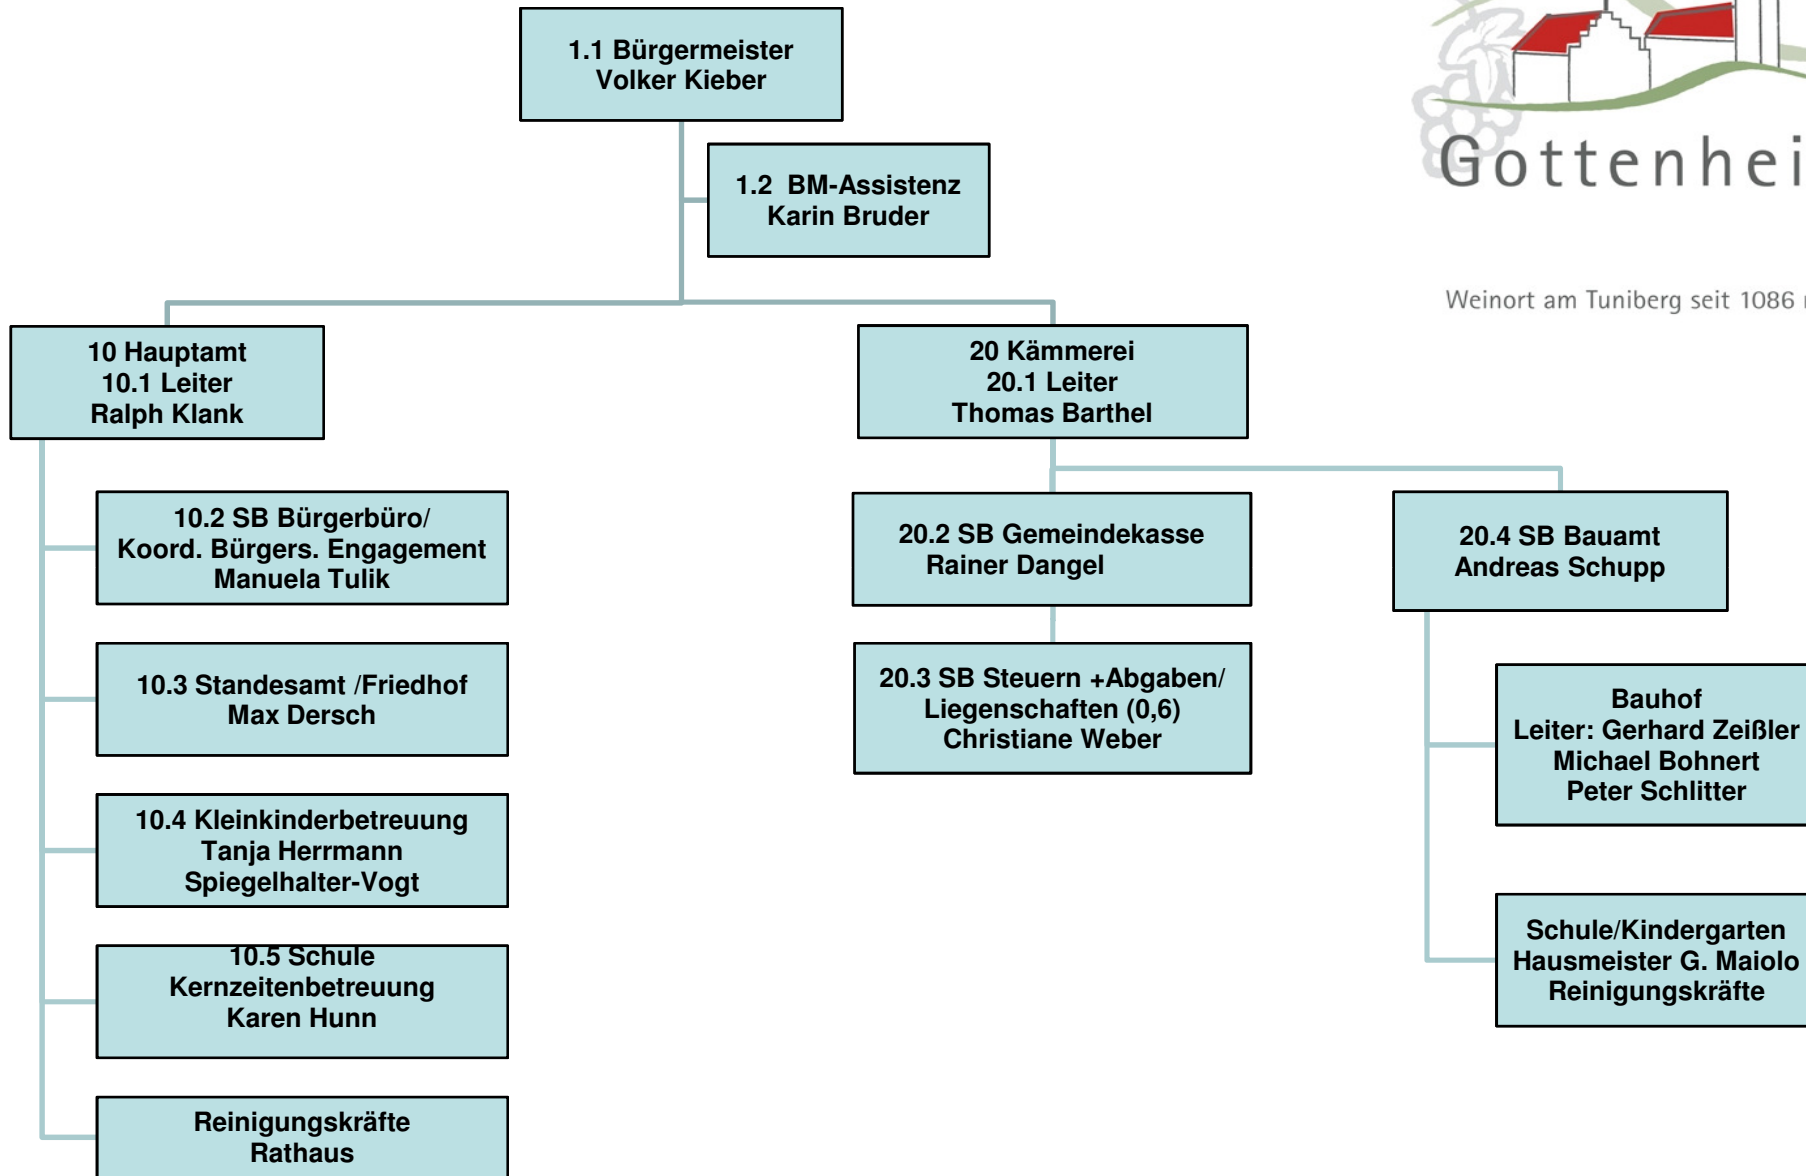 1.1 Bürgermeister
Volker Kieber
1.2 BM-Assistenz
Karin Bruder
Weinort am Tuniberg seit 1086
10 Hauptamt
10.1 Leiter
Ralph Klank
20 Kämmerei
20.1 Leiter
Thomas Barthel
10.2 SB Bürgerbüro/
Koord. Bürgers. Engagement
Manuela Tulik
10.3 Standesamt /Friedhof
Max Dersch
10.4 Kleinkinderbetreuung
Tanja Herrmann
Spiegelhalter-Vogt
10.5 Schule
Kernzeitenbetreuung
Karen Hunn
Reinigungskräfte
Rathaus
20.2 SB Gemeindekasse
Rainer Dangel
20.3 SB Steuern +Abgaben/
Liegenschaften (0,6)
Christiane Weber
20.4 SB Bauamt
Andreas Schupp
Bauhof
Leiter: Gerhard Zeißler
Michael Bohnert
Peter Schlitter
Schule/Kindergarten
Hausmeister G. Maiolo
Reinigungskräfte